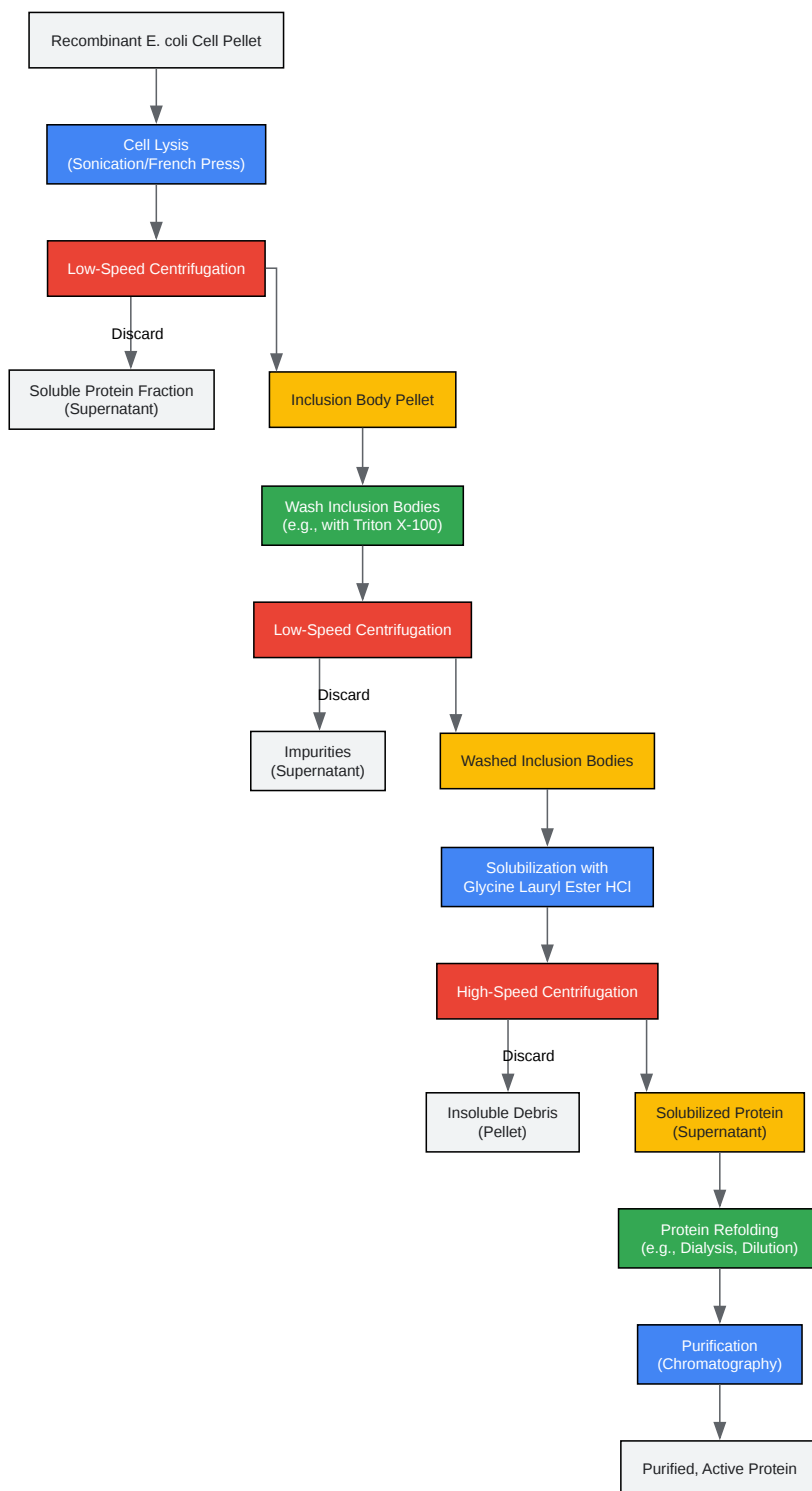 Recombinant E. coli Cell Pellet
Cell Lysis
(Sonication/French Press)
Low-Speed Centrifugation
Discard
Soluble Protein Fraction
(Supernatant)
Inclusion Body Pellet
Wash Inclusion Bodies
(e.g., with Triton X-100)
Low-Speed Centrifugation
Discard
Impurities
(Supernatant)
Washed Inclusion Bodies
Solubilization with
Glycine Lauryl Ester HCl
High-Speed Centrifugation
Discard
Insoluble Debris
(Pellet)
Solubilized Protein
(Supernatant)
Protein Refolding
(e.g., Dialysis, Dilution)
Purification
(Chromatography)
Purified, Active Protein